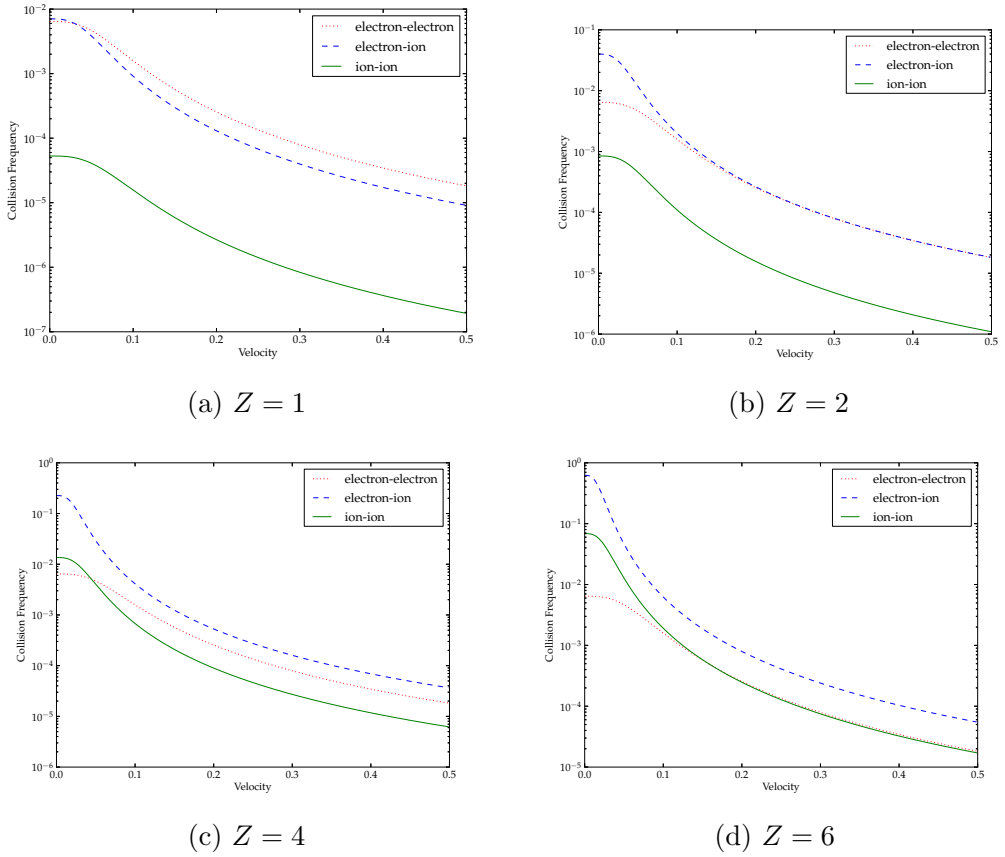 10⁻²
10⁻³
10⁻⁴
10⁻⁵
10⁻⁶
10⁻⁷
Collision Frequency
0.0 0.1 0.2 0.3 0.4 0.5
Velocity
electron-electron
electron-ion
ion-ion
(a) Z = 1
10⁻¹
10⁻²
10⁻³
10⁻⁴
10⁻⁵
10⁻⁶
Collision Frequency
0.0 0.1 0.2 0.3 0.4 0.5
Velocity
electron-electron
electron-ion
ion-ion
(b) Z = 2
10⁰
10⁻¹
10⁻²
10⁻³
10⁻⁴
10⁻⁵
10⁻⁶
Collision Frequency
0.0 0.1 0.2 0.3 0.4 0.5
Velocity
electron-electron
electron-ion
ion-ion
(c) Z = 4
10⁰
10⁻¹
10⁻²
10⁻³
10⁻⁴
10⁻⁵
Collision Frequency
0.0 0.1 0.2 0.3 0.4 0.5
Velocity
electron-electron
electron-ion
ion-ion
(d) Z = 6